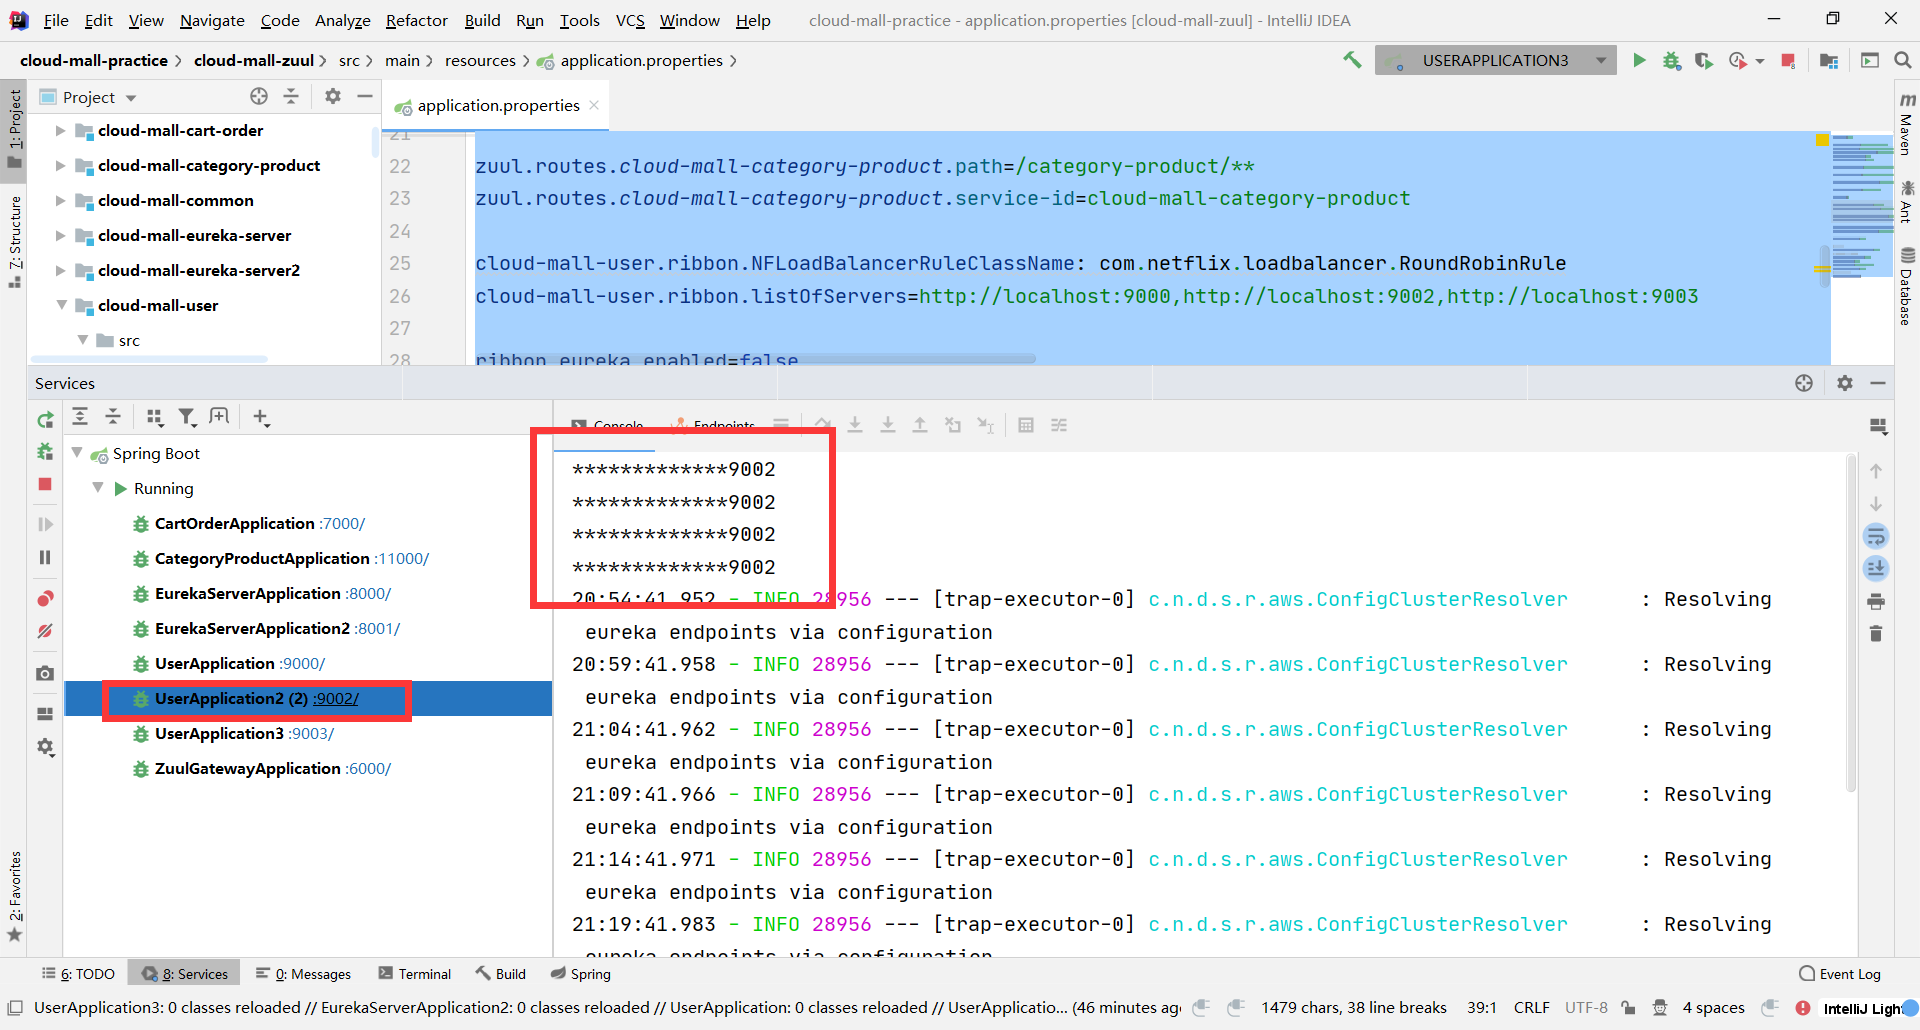 File Edit View Navigate Code Analyze Refactor Build Run Tools VCS Window Help cloud-mall-practice - application.properties [cloud-mall-zuul] - IntelliJ IDEA
cloud-mall-practice cloud-mall-zuul src main resources application.properties USERAPPLICATION3
Project
application.properties
1: Project
7: Structure
2: Favorites
cloud-mall-cart-order
cloud-mall-category-product
cloud-mall-common
cloud-mall-eureka-server
cloud-mall-eureka-server2
cloud-mall-user
src
21
22 zuul.routes.cloud-mall-category-product.path=/category-product/**
23 zuul.routes.cloud-mall-category-product.service-id=cloud-mall-category-product
24
25 cloud-mall-user.ribbon.NFLoadBalancerRuleClassName: com.netflix.loadbalancer.RoundRobinRule
26 cloud-mall-user.ribbon.listOfServers=http://localhost:9000,http://localhost:9002,http://localhost:9003
27
28 ribbon.eureka.enabled=false
m Maven
Ant
Database
Services
Spring Boot
Running
CartOrderApplication :7000/
CategoryProductApplication :11000/
EurekaServerApplication :8000/
EurekaServerApplication2 :8001/
UserApplication :9000/
UserApplication2 (2) :9002/
UserApplication3 :9003/
ZuulGatewayApplication :6000/
Console Endpoints
*************9002
*************9002
*************9002
*************9002
20:54:41.952 - INFO 28956 --- [trap-executor-0] c.n.d.s.r.aws.ConfigClusterResolver : Resolving
eureka endpoints via configuration
20:59:41.958 - INFO 28956 --- [trap-executor-0] c.n.d.s.r.aws.ConfigClusterResolver : Resolving
eureka endpoints via configuration
21:04:41.962 - INFO 28956 --- [trap-executor-0] c.n.d.s.r.aws.ConfigClusterResolver : Resolving
eureka endpoints via configuration
21:09:41.966 - INFO 28956 --- [trap-executor-0] c.n.d.s.r.aws.ConfigClusterResolver : Resolving
eureka endpoints via configuration
21:14:41.971 - INFO 28956 --- [trap-executor-0] c.n.d.s.r.aws.ConfigClusterResolver : Resolving
eureka endpoints via configuration
21:19:41.983 - INFO 28956 --- [trap-executor-0] c.n.d.s.r.aws.ConfigClusterResolver : Resolving
eureka endpoints via configuration
6: TODO 8: Services 0: Messages Terminal Build Spring Event Log
UserApplication3: 0 classes reloaded // EurekaServerApplication2: 0 classes reloaded // UserApplication: 0 classes reloaded // UserApplicatio... (46 minutes ag 1479 chars, 38 line breaks 39:1 CRLF UTF-8 4 spaces IntelliJ Light